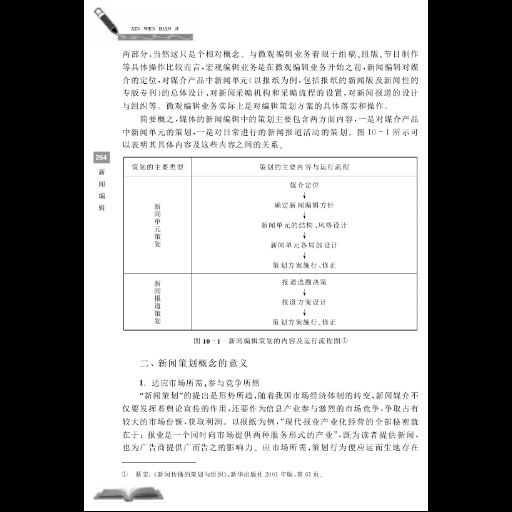 XIN WEN BIAN JI
两部分,当然这只是个相对概念。与微观编辑业务着眼于组稿、组版、节目制作
等具体操作比较而言,宏观编辑业务是在微观编辑业务开始之前,新闻编辑对媒
介的定位,对媒介产品中新闻单元(以报纸为例,包括报纸的新闻版及新闻性的
专版专刊)的总体设计,对新闻采编机构和采编流程的设置,对新闻报道的设计
与组织等。微观编辑业务实际上是对编辑策划方案的具体落实和操作。
简要概之,媒体的新闻编辑中的策划主要包含两方面内容,一是对媒介产品
中新闻单元的策划,一是对日常进行的新闻报道活动的策划。图 10-1 所示可
以表明其具体内容及这些内容之间的关系。
264
新闻编辑
策划的主要类型 策划的主要内容与运行流程
新闻单元策划
媒介定位
↓
确定新闻编辑方针
↓
新闻单元的结构、风格设计
↓
新闻单元各局部设计
↓
策划方案施行、修正
新闻报道策划
报道选题决策
↓
报道方案设计
↓
策划方案施行、修正
图 10-1 新闻编辑策划的内容及运行流程图①
二、新闻策划概念的意义
1. 适应市场所需,参与竞争所然
“新闻策划”的提出是形势所造,随着我国市场经济体制的转变,新闻媒介不
仅要发挥着舆论宣传的作用,还要作为信息产业参与激烈的市场竞争,争取占有
较大的市场份额,获取利润。以报纸为例,“现代报业产业化经营的全部秘密就
在于:报业是一个同时向市场提供两种服务形式的产业”,既为读者提供新闻,
也为广告商提供广而告之的影响力。应市场所需,策划行为便应运而生地存在
① 蔡雯:《新闻传播的策划与组织》,新华出版社 2001 年版,第 61 页。